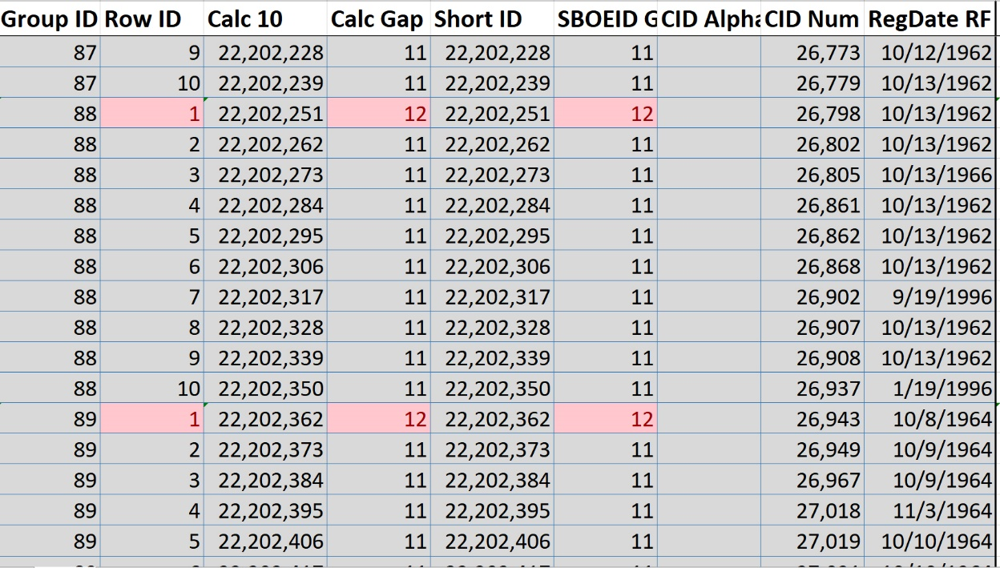 Group ID Row ID Calc 10 Calc Gap Short ID SBOEID G CID Alpha CID Num RegDate RF
87 9 22,202,228 11 22,202,228 11 26,773 10/12/1962
87 10 22,202,239 11 22,202,239 11 26,779 10/13/1962
88 1 22,202,251 12 22,202,251 12 26,798 10/13/1962
88 2 22,202,262 11 22,202,262 11 26,802 10/13/1962
88 3 22,202,273 11 22,202,273 11 26,805 10/13/1966
88 4 22,202,284 11 22,202,284 11 26,861 10/13/1962
88 5 22,202,295 11 22,202,295 11 26,862 10/13/1962
88 6 22,202,306 11 22,202,306 11 26,868 10/13/1962
88 7 22,202,317 11 22,202,317 11 26,902 9/19/1996
88 8 22,202,328 11 22,202,328 11 26,907 10/13/1962
88 9 22,202,339 11 22,202,339 11 26,908 10/13/1962
88 10 22,202,350 11 22,202,350 11 26,937 1/19/1996
89 1 22,202,362 12 22,202,362 12 26,943 10/8/1964
89 2 22,202,373 11 22,202,373 11 26,949 10/9/1964
89 3 22,202,384 11 22,202,384 11 26,967 10/9/1964
89 4 22,202,395 11 22,202,395 11 27,018 11/3/1964
89 5 22,202,406 11 22,202,406 11 27,019 10/10/1964